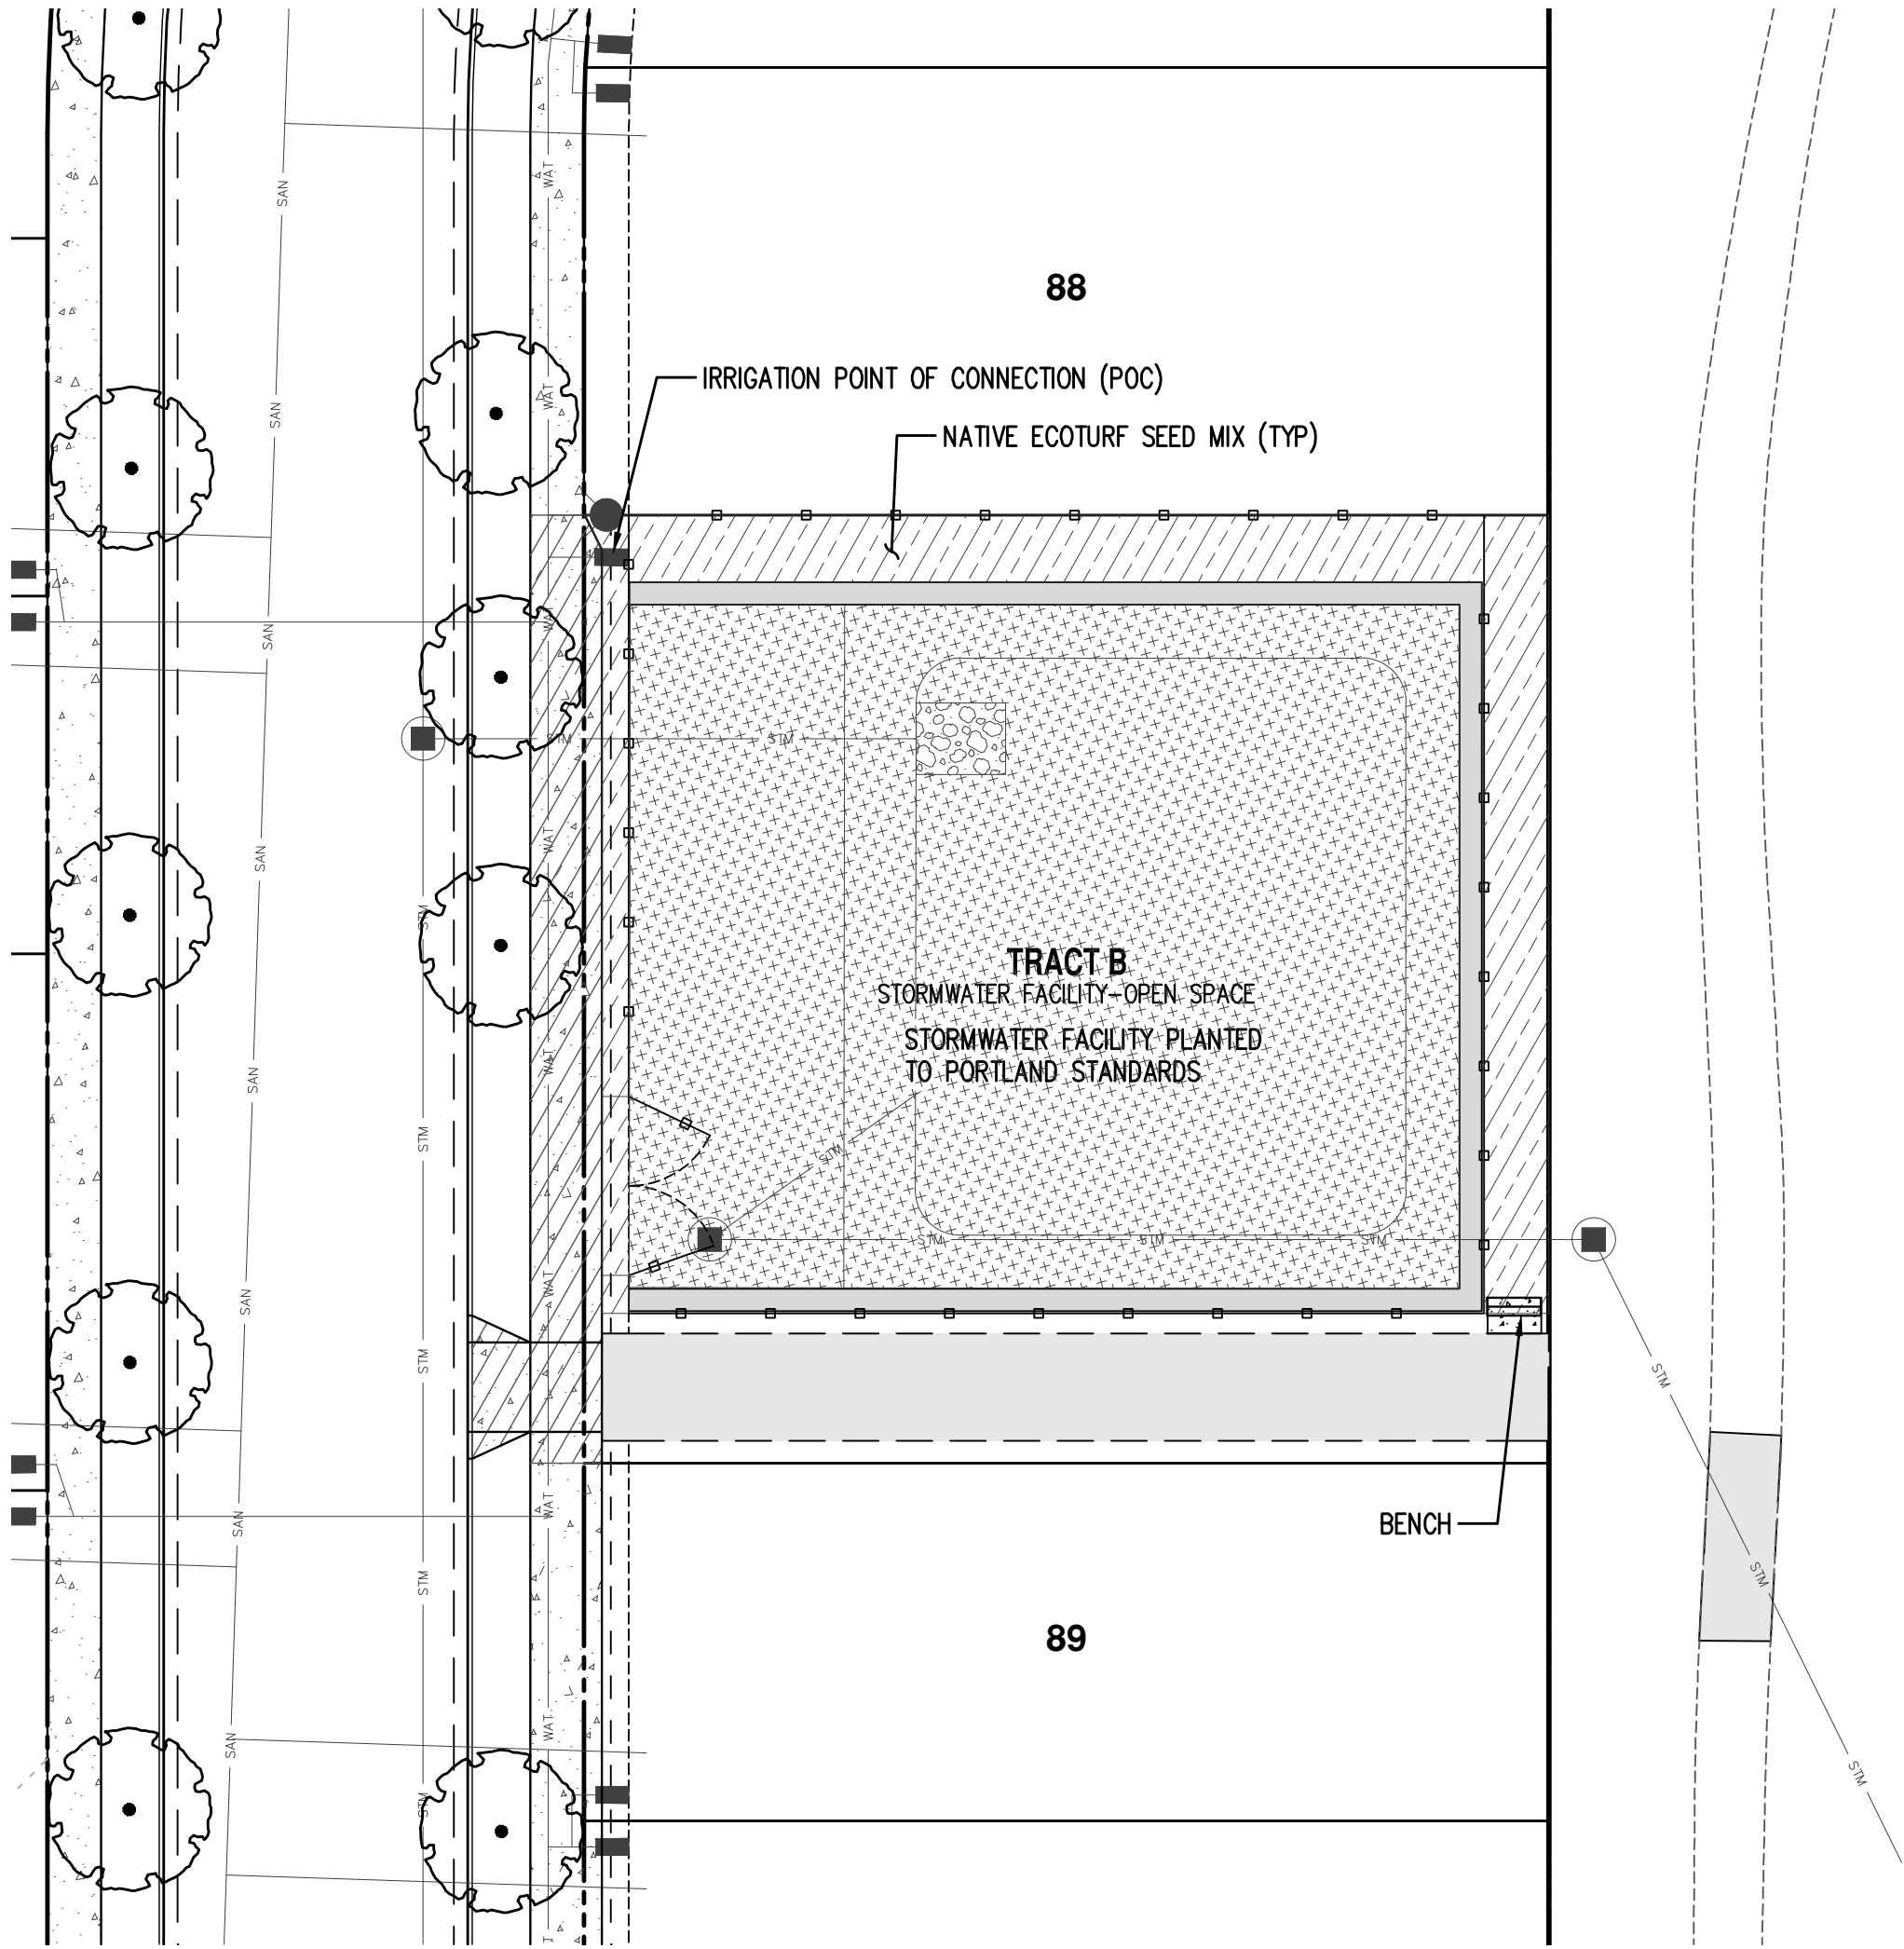 88
IRRIGATION POINT OF CONNECTION (POC)
NATIVE ECOTURF SEED MIX (TYP)
TRACT B
STORMWATER FACILITY-OPEN SPACE
STORMWATER FACILITY PLANTED
TO PORTLAND STANDARDS
BENCH
89
SAN
SAN
SAN
SAN
SAN
SAN
SAN
SAN
STM
STM
STM
STM
STM
WAT
WAT
WAT
WAT
WAT
WAT
WAT
WAT
STM
STM
STM
STM
STM
STM
STM
STM
STM